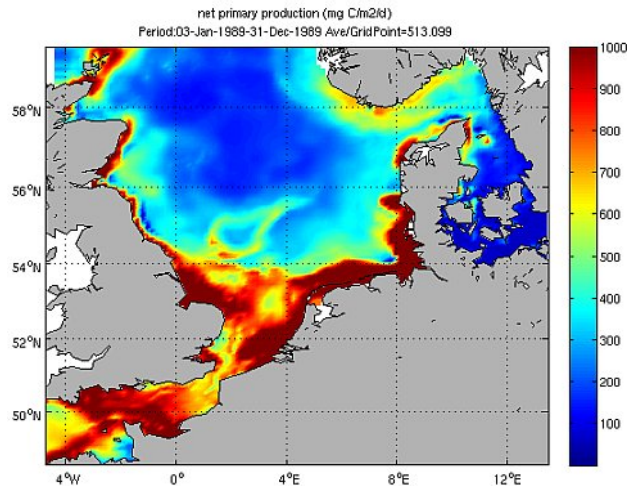 net primary production (mg C/m2/d)
Period:03-Jan-1989-31-Dec-1989 Ave/GridPoint=513.099
58°N
56°N
54°N
52°N
50°N
4°W
0°
4°E
8°E
12°E
1000
900
800
700
600
500
400
300
200
100